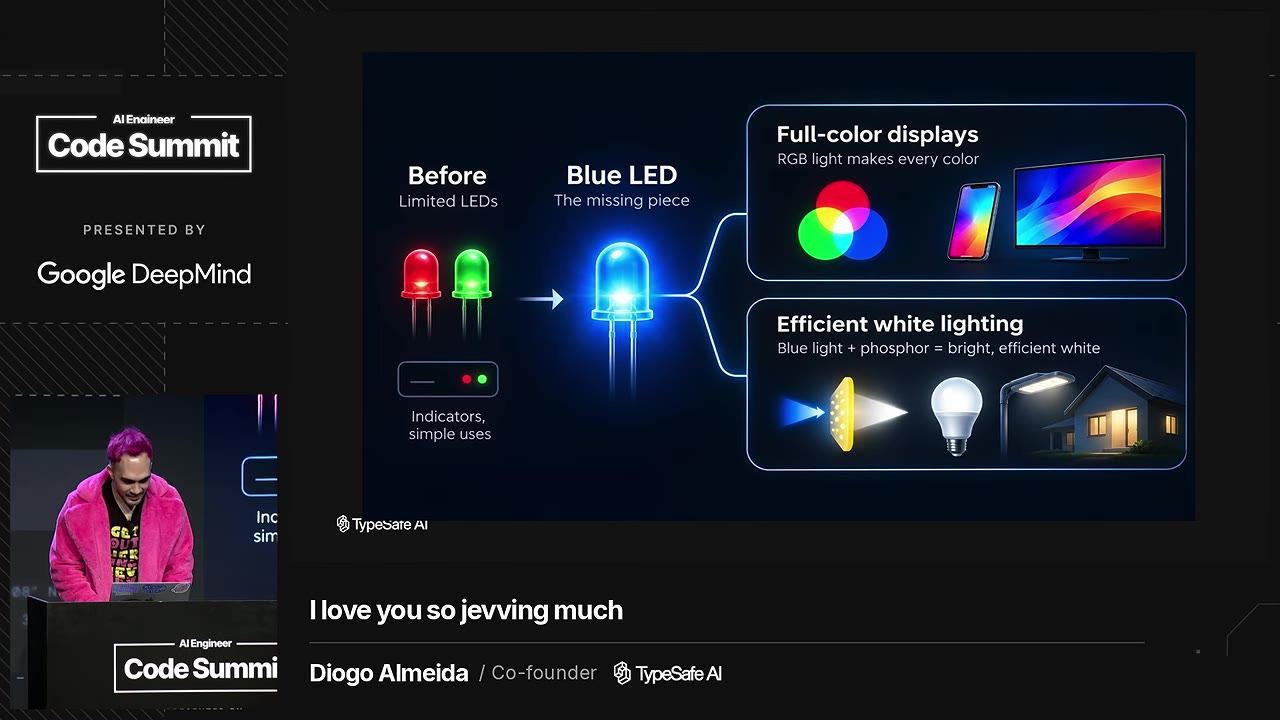 AI Engineer
Code Summit
PRESENTED BY
Google DeepMind
Before
Limited LEDs
Indicators,
simple uses
Blue LED
The missing piece
Full-color displays
RGB light makes every color
Efficient white lighting
Blue light + phosphor = bright, efficient white
TypeSafe AI
GET
OUT
AI Engineer
Code Summi
I love you so jevving much
Diogo Almeida / Co-founder TypeSafe AI